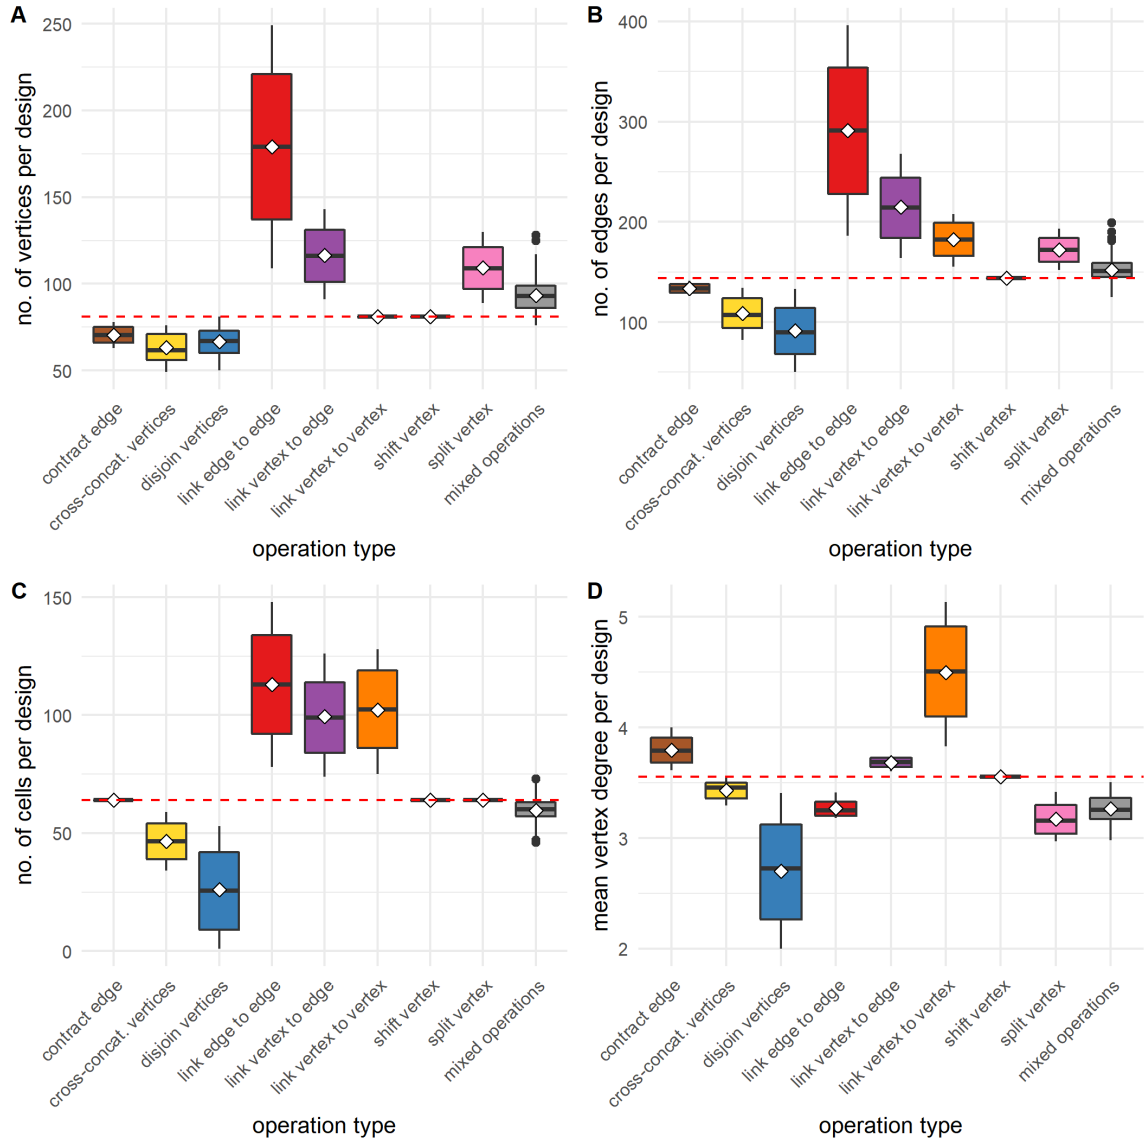 A
no. of vertices per design
250
200
150
100
50
contract edge
cross-concat. vertices
disjoin vertices
link edge to edge
link vertex to edge
link vertex to vertex
shift vertex
split vertex
mixed operations
operation type
B
no. of edges per design
400
300
200
100
contract edge
cross-concat. vertices
disjoin vertices
link edge to edge
link vertex to edge
link vertex to vertex
shift vertex
split vertex
mixed operations
operation type
C
no. of cells per design
150
100
50
0
contract edge
cross-concat. vertices
disjoin vertices
link edge to edge
link vertex to edge
link vertex to vertex
shift vertex
split vertex
mixed operations
operation type
D
mean vertex degree per design
5
4
3
2
contract edge
cross-concat. vertices
disjoin vertices
link edge to edge
link vertex to edge
link vertex to vertex
shift vertex
split vertex
mixed operations
operation type